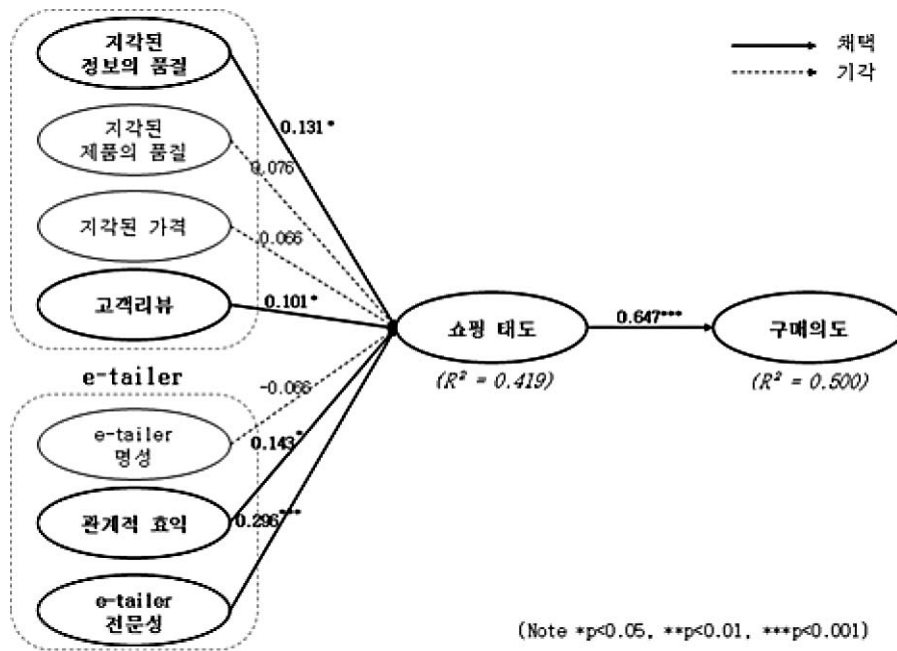 지각된
정보의 품질
지각된
제품의 품질
지각된 가격
고객리뷰
e-tailer
e-tailer
명성
관계적 효익
e-tailer
전문성
0.131 *
0.076
0.066
0.101 *
-0.066
0.143*
0.296***
쇼핑 태도
(R² = 0.419)
0.647***
구매의도
(R² = 0.500)
채택
기각
(Note *p<0.05, **p<0.01, ***p<0.001)